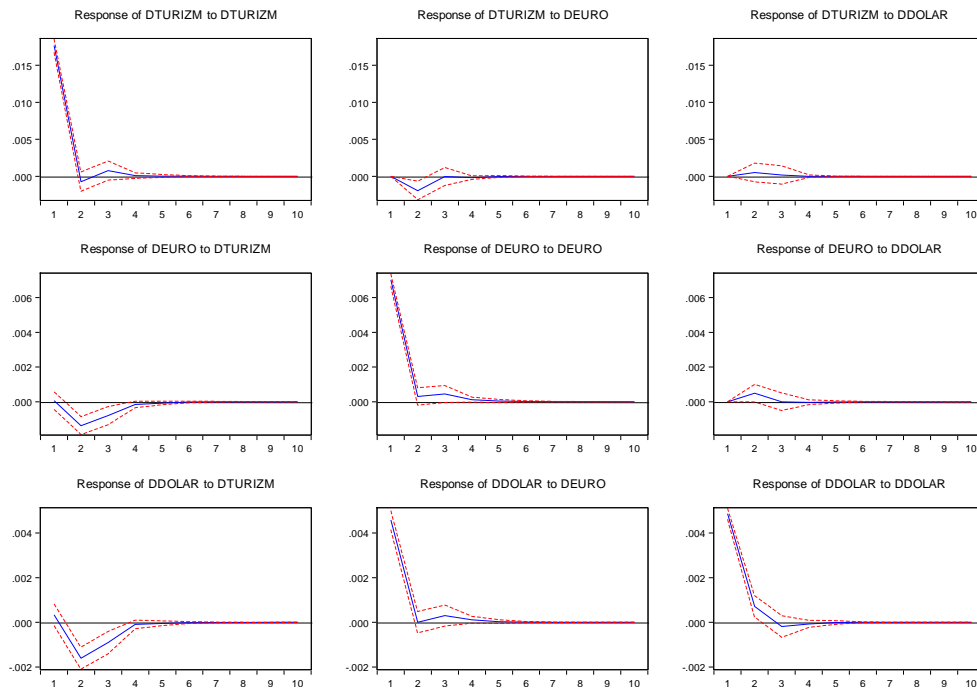 Response of DTURIZM to DTURIZM
Response of DTURIZM to DEURO
Response of DTURIZM to DDOLAR
.015
.010
.005
.000
1 2 3 4 5 6 7 8 9 10
.015
.010
.005
.000
1 2 3 4 5 6 7 8 9 10
.015
.010
.005
.000
1 2 3 4 5 6 7 8 9 10
Response of DEURO to DTURIZM
Response of DEURO to DEURO
Response of DEURO to DDOLAR
.006
.004
.002
.000
1 2 3 4 5 6 7 8 9 10
.006
.004
.002
.000
1 2 3 4 5 6 7 8 9 10
.006
.004
.002
.000
1 2 3 4 5 6 7 8 9 10
Response of DDOLAR to DTURIZM
Response of DDOLAR to DEURO
Response of DDOLAR to DDOLAR
.004
.002
.000
-.002
1 2 3 4 5 6 7 8 9 10
.004
.002
.000
-.002
1 2 3 4 5 6 7 8 9 10
.004
.002
.000
-.002
1 2 3 4 5 6 7 8 9 10